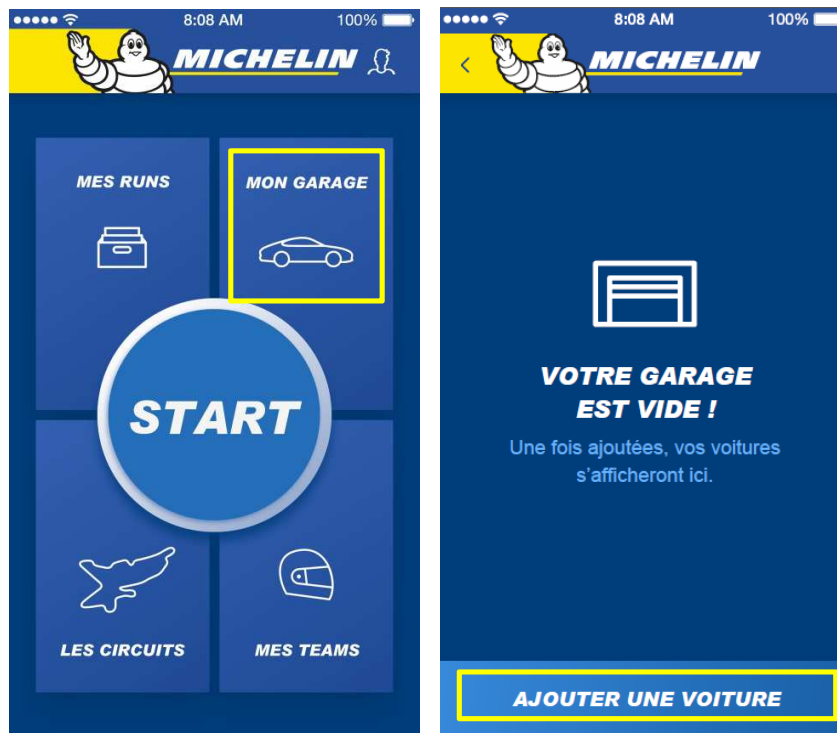 8:08 AM 100%
MICHELIN
MES RUNS
MON GARAGE
START
LES CIRCUITS
MES TEAMS
8:08 AM 100%
MICHELIN
VOTRE GARAGE
EST VIDE !
Une fois ajoutées, vos voitures
s'afficheront ici.
AJOUTER UNE VOITURE